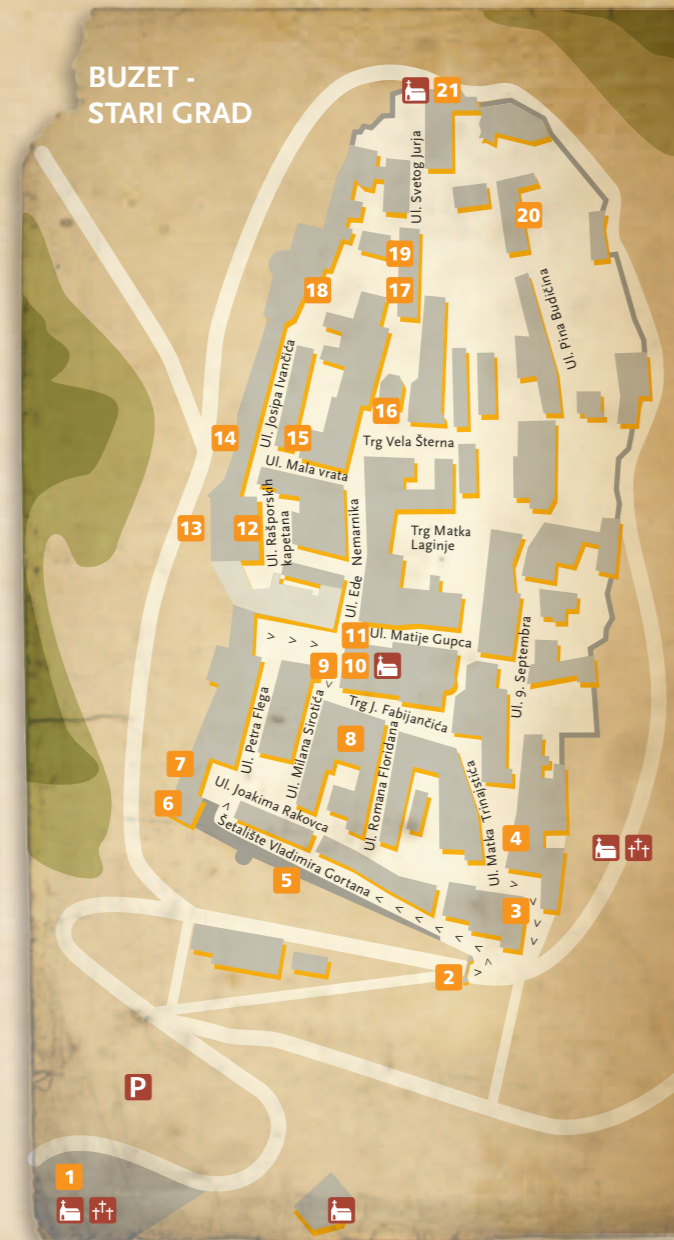 BUZET -
STARI GRAD
21
Ul. Svetog Jurja
20
19
18
17
Ul. Pina Budičina
Ul. Josipa Ivančića
16
14
15
Trg Vela Šterna
Ul. Mala vrata
13
12
Ul. Rašporskih
kapetana
Ul. Ede Nemarnika
Trg Matka
Laginje
11
Ul. Matije Gupca
> > >
9
10
<
Ul. 9. Septembra
Trg J. Fabijančića
Ul. Petra Flega
Ul. Milana Sirotića
8
Ul. Romana Floridana
7
Ul. Joakima Rakovca
Ul. Matka Trinajstića
6
<
Šetalište Vladimira Gortana
4
5
>
< < < < < < <
3
> > >
2
> >
P
1